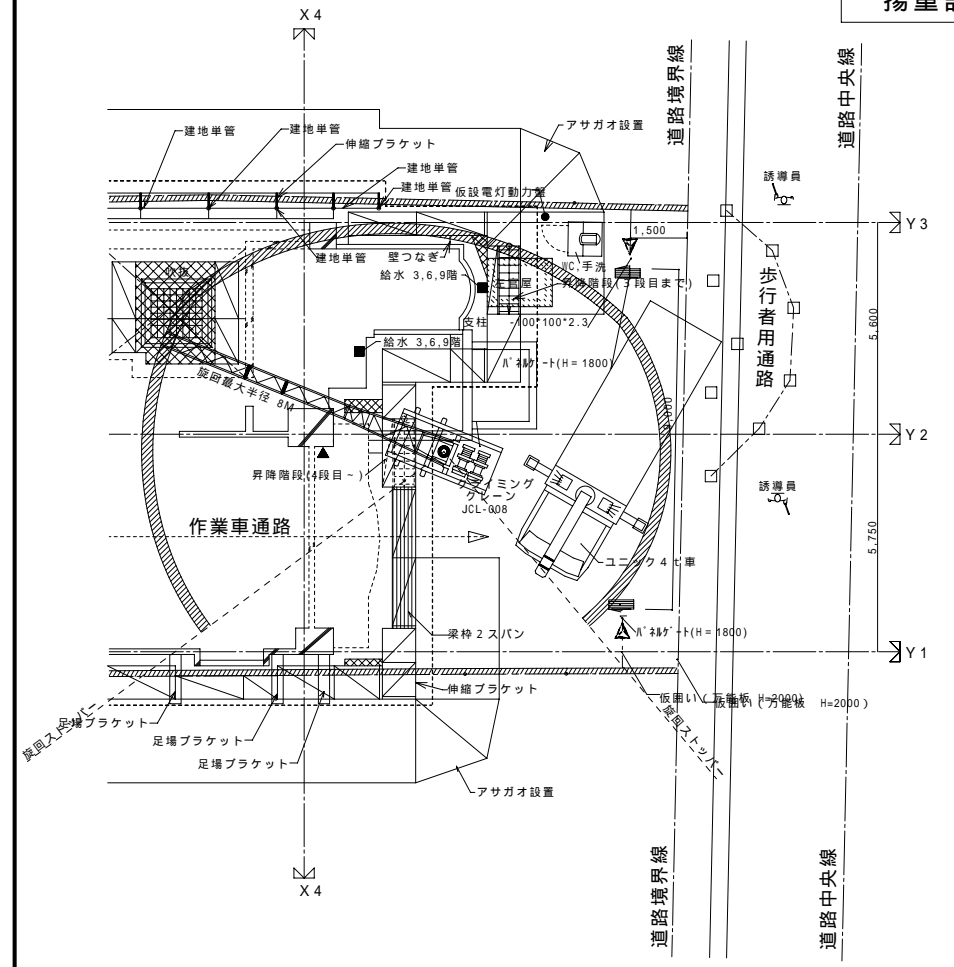 揚重
X4
道路境界線
道路中央線
建地単管
建地単管
伸縮ブラケット
建地単管
建地単管
仮設電灯動力盤
アサガオ設置
誘導員
Y3
1,500
建地単管
壁つなぎ
WC,手洗
給水 3,6,9階
左官屋
昇降階段(3段目まで)
支柱 -100*100*2.3
給水 3,6,9階
パネルゲート(H=1800)
歩行者用通路
5,600
旋回最大半径 8M
Y2
昇降階段(4段目~)
クライミング
クレーン
JCL-008
誘導員
作業車通路
5,750
ユニック4t車
梁枠2スパン
パネルゲート(H=1800)
Y1
伸縮ブラケット
仮囲い(万能板 H=2000)
仮囲い(万能板 H=2000)
足場ブラケット
足場ブラケット
足場ブラケット
旋回ストッパー
旋回ストッパー
アサガオ設置
X4
道路境界線
道路中央線